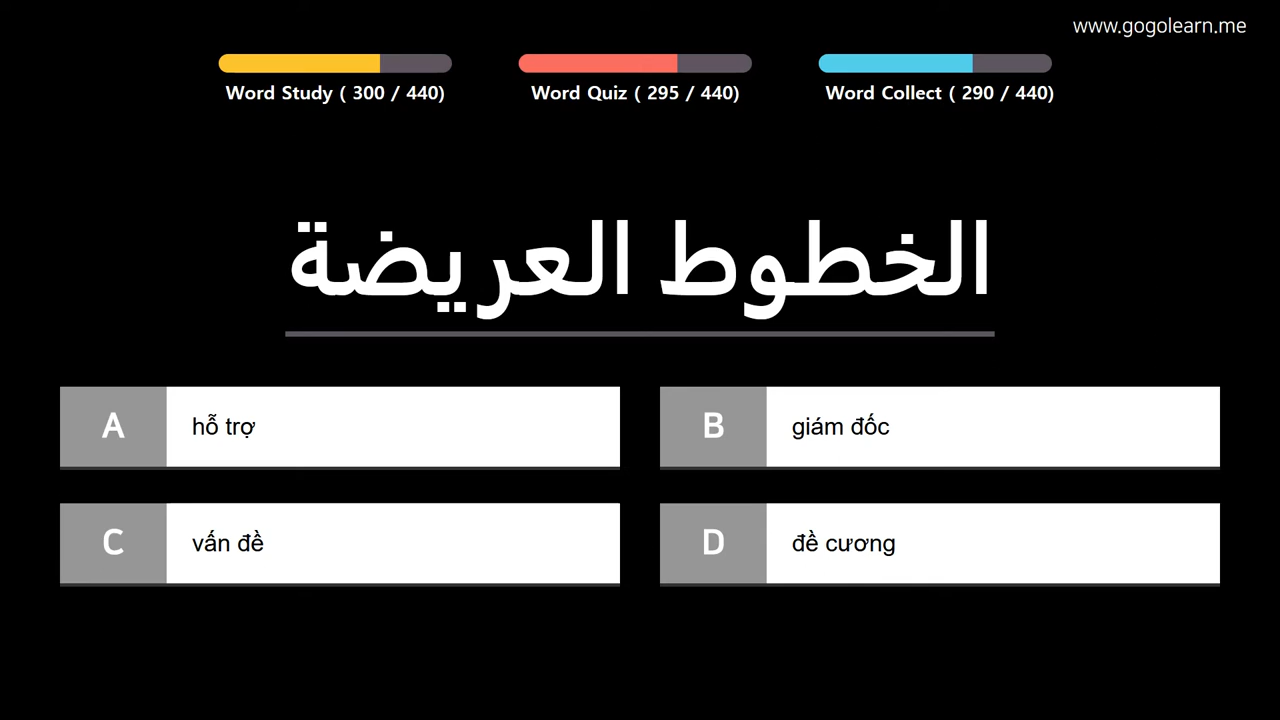 www.gogolearn.me
Word Study ( 300 / 440)
Word Quiz ( 295 / 440)
Word Collect ( 290 / 440)
الخطوط العريضة
A
hỗ trợ
B
giám đốc
C
vấn đề
D
đề cương